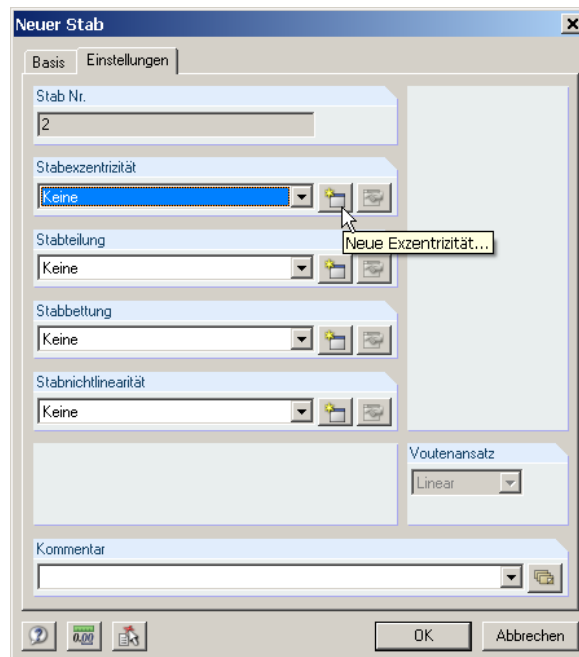 Neuer Stab
Basis
Einstellungen
Stab Nr.
2
Stabexzentrizität
Keine
Neue Exzentrizität...
Stabteilung
Keine
Stabbettung
Keine
Stabnichtlinearität
Keine
Voutenansatz
Linear
Kommentar
0.00
OK
Abbrechen